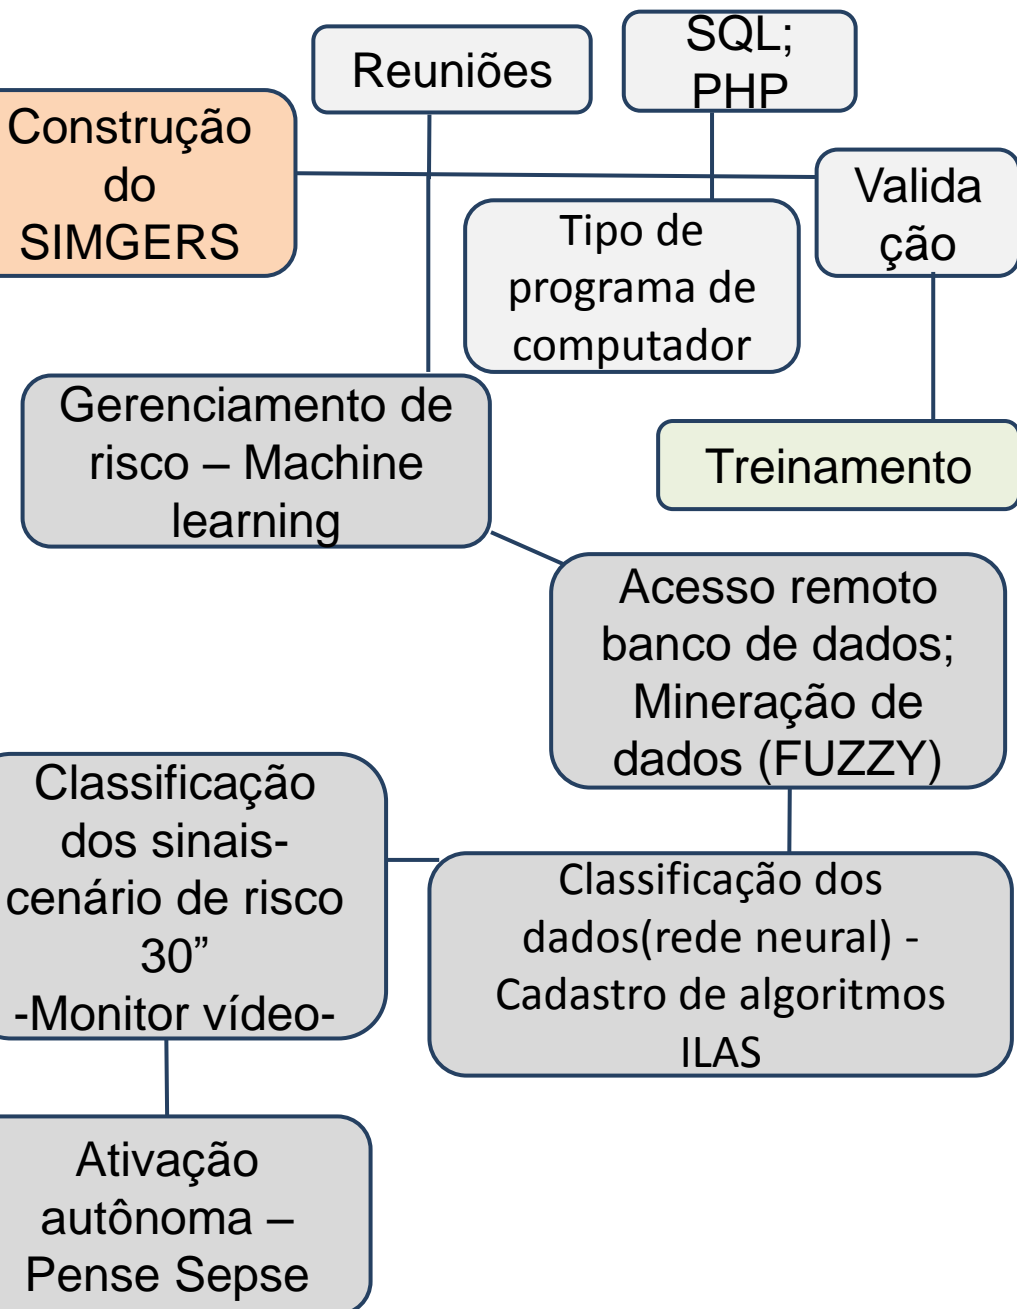 Reuniões
SQL;
PHP
Construção
do
SIMGERS
Valida
ção
Tipo de
programa de
computador
Gerenciamento de
risco – Machine
learning
Treinamento
Acesso remoto
banco de dados;
Mineração de
dados (FUZZY)
Classificação
dos sinais-
cenário de risco
30”
-Monitor vídeo-
Classificação dos
dados(rede neural) -
Cadastro de algoritmos
ILAS
Ativação
autônoma –
Pense Sepse